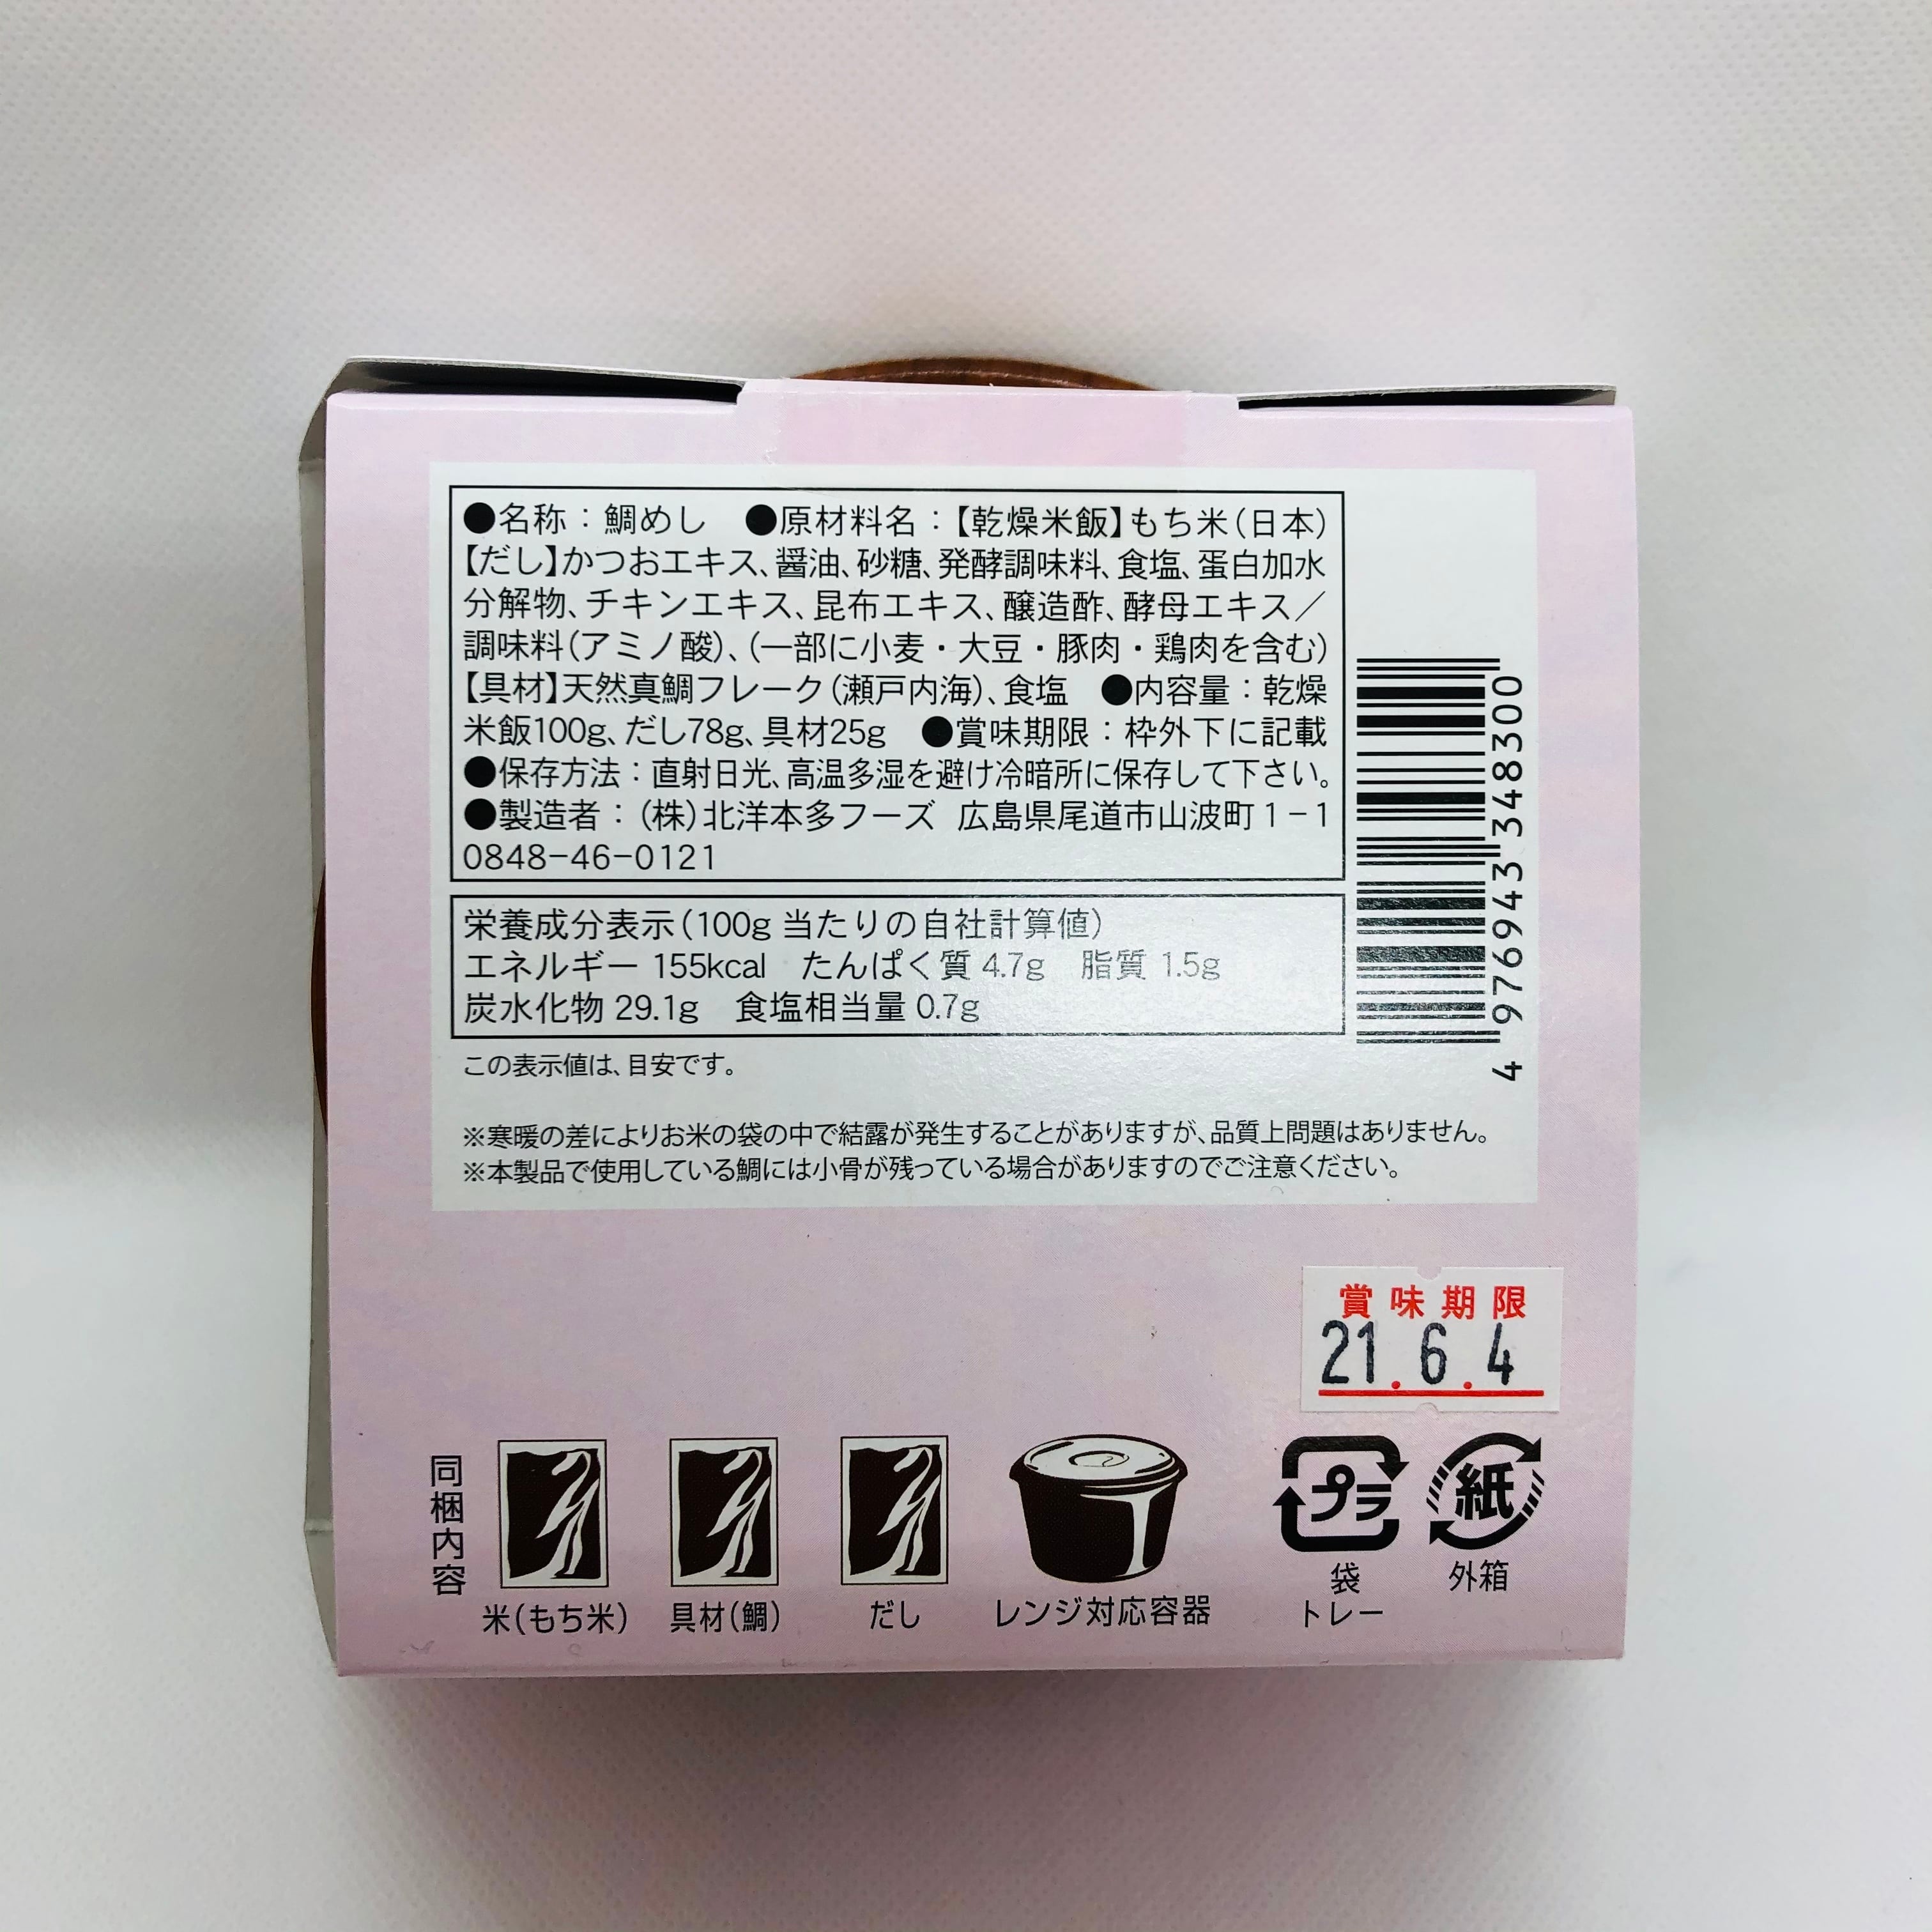 ●名称：鯛めし　●原材料名：【乾燥米飯】もち米（日本）
【だし】かつおエキス、醤油、砂糖、発酵調味料、食塩、蛋白加水
分解物、チキンエキス、昆布エキス、醸造酢、酵母エキス／
調味料（アミノ酸）、（一部に小麦・大豆・豚肉・鶏肉を含む）
【具材】天然真鯛フレーク（瀬戸内海）、食塩　●内容量：乾燥
米飯100g、だし78g、具材25g　●賞味期限：枠外下に記載
●保存方法：直射日光、高温多湿を避け冷暗所に保存して下さい。
●製造者：（株）北洋本多フーズ 広島県尾道市山波町1−1
0848−46−0121
4 976943 348300
栄養成分表示（100g 当たりの自社計算値）
エネルギー 155kcal　たんぱく質 4.7g　脂質 1.5g
炭水化物 29.1g　食塩相当量 0.7g
この表示値は、目安です。
※寒暖の差によりお米の袋の中で結露が発生することがありますが、品質上問題はありません。
※本製品で使用している鯛には小骨が残っている場合がありますのでご注意ください。
賞味期限
21.6.4
同梱内容
米（もち米）
具材（鯛）
だし
レンジ対応容器
プラ
袋
トレー
紙
外箱